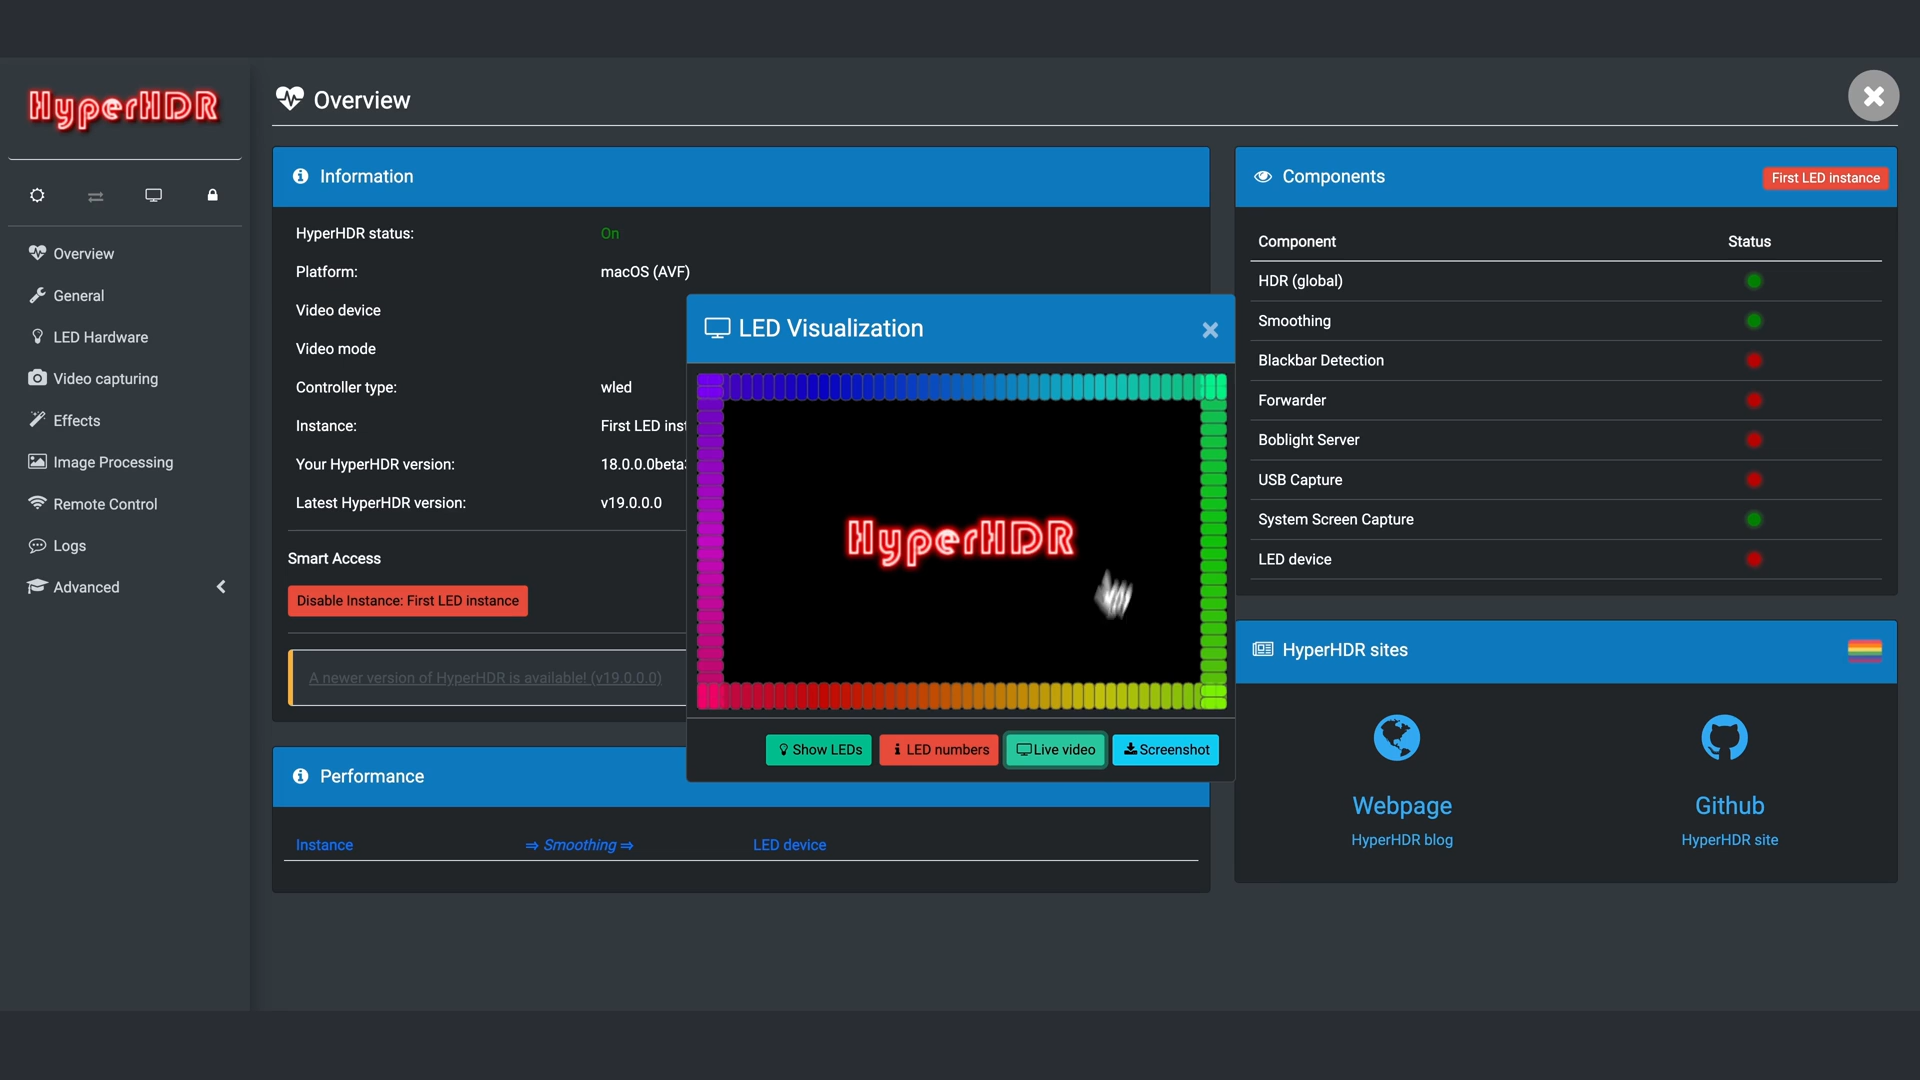 HyperHDR
Overview
General
LED Hardware
Video capturing
Effects
Image Processing
Remote Control
Logs
Advanced
Overview
Information
HyperHDR status: On
Platform: macOS (AVF)
Video device
Video mode
Controller type: wled
Instance: First LED inst
Your HyperHDR version: 18.0.0.0beta
Latest HyperHDR version: v19.0.0.0
Smart Access
Disable Instance: First LED instance
A newer version of HyperHDR is available! (v19.0.0.0)
Performance
Instance ⇒ Smoothing ⇒ LED device
LED Visualization
HyperHDR
Show LEDs LED numbers Live video Screenshot
Components First LED instance
Component Status
HDR (global)
Smoothing
Blackbar Detection
Forwarder
Boblight Server
USB Capture
System Screen Capture
LED device
HyperHDR sites
Webpage
HyperHDR blog
Github
HyperHDR site